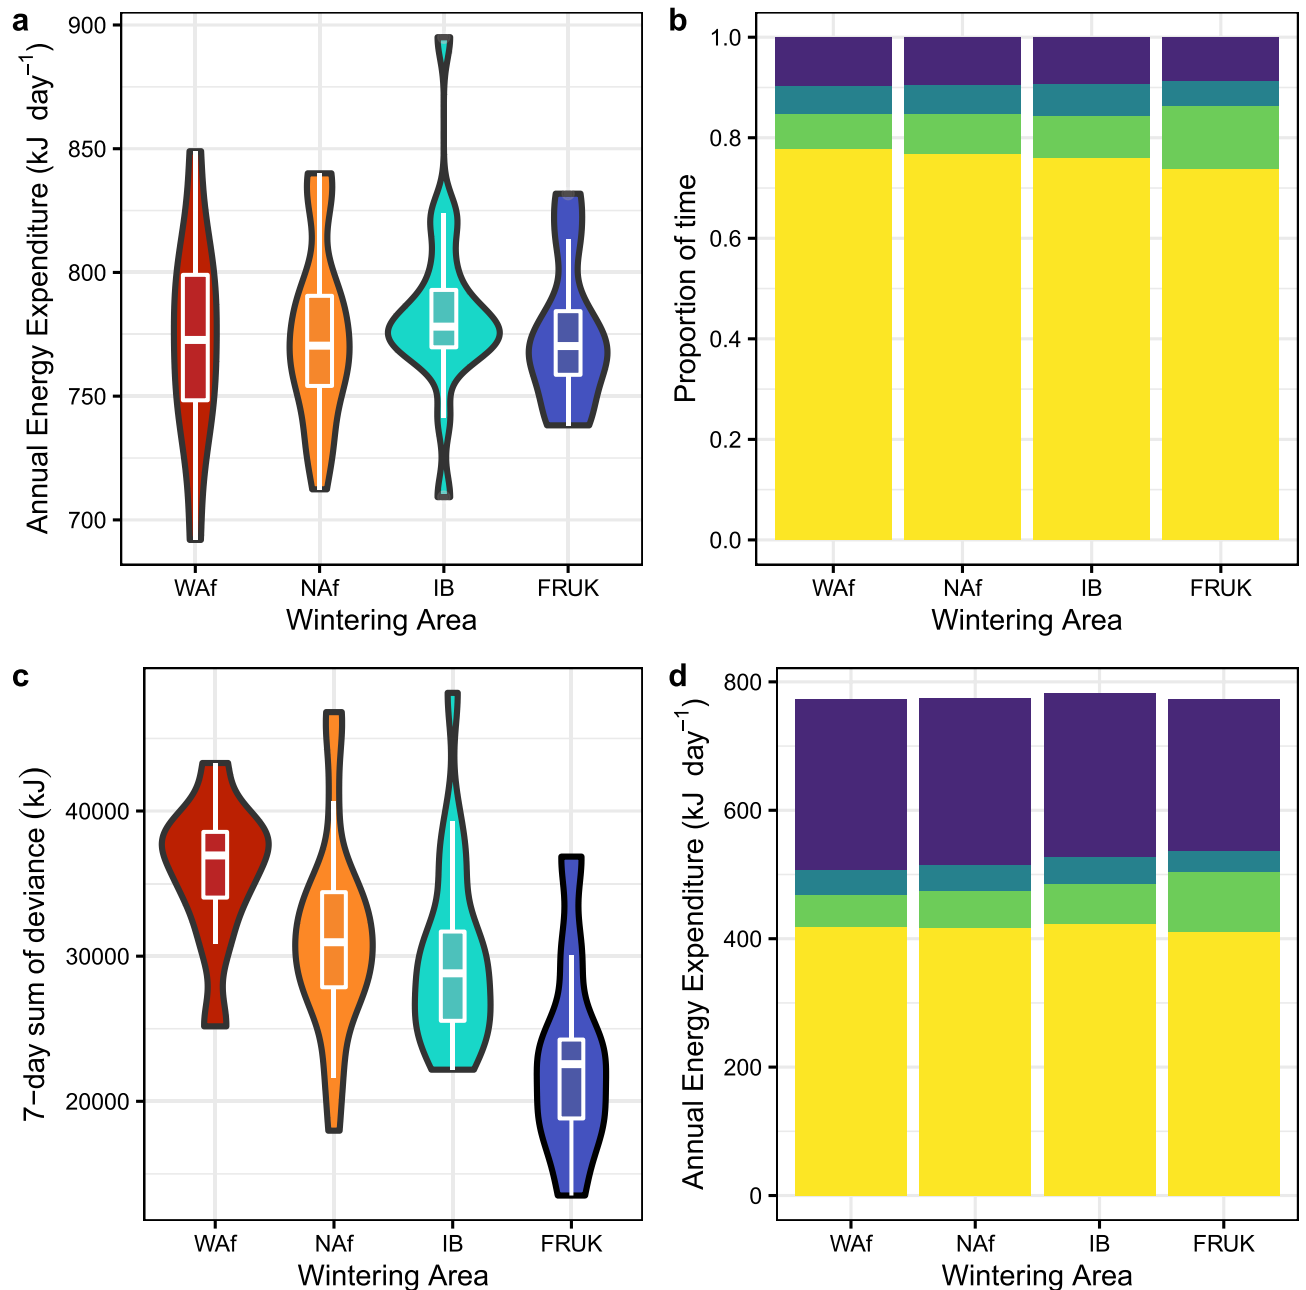 a
Annual Energy Expenditure (kJ day⁻¹)
900
850
800
750
700
WAf NAf IB FRUK
Wintering Area
b
Proportion of time
1.0
0.8
0.6
0.4
0.2
0.0
WAf NAf IB FRUK
Wintering Area
c
7−day sum of deviance (kJ)
40000
30000
20000
WAf NAf IB FRUK
Wintering Area
d
Annual Energy Expenditure (kJ day⁻¹)
800
600
400
200
0
WAf NAf IB FRUK
Wintering Area